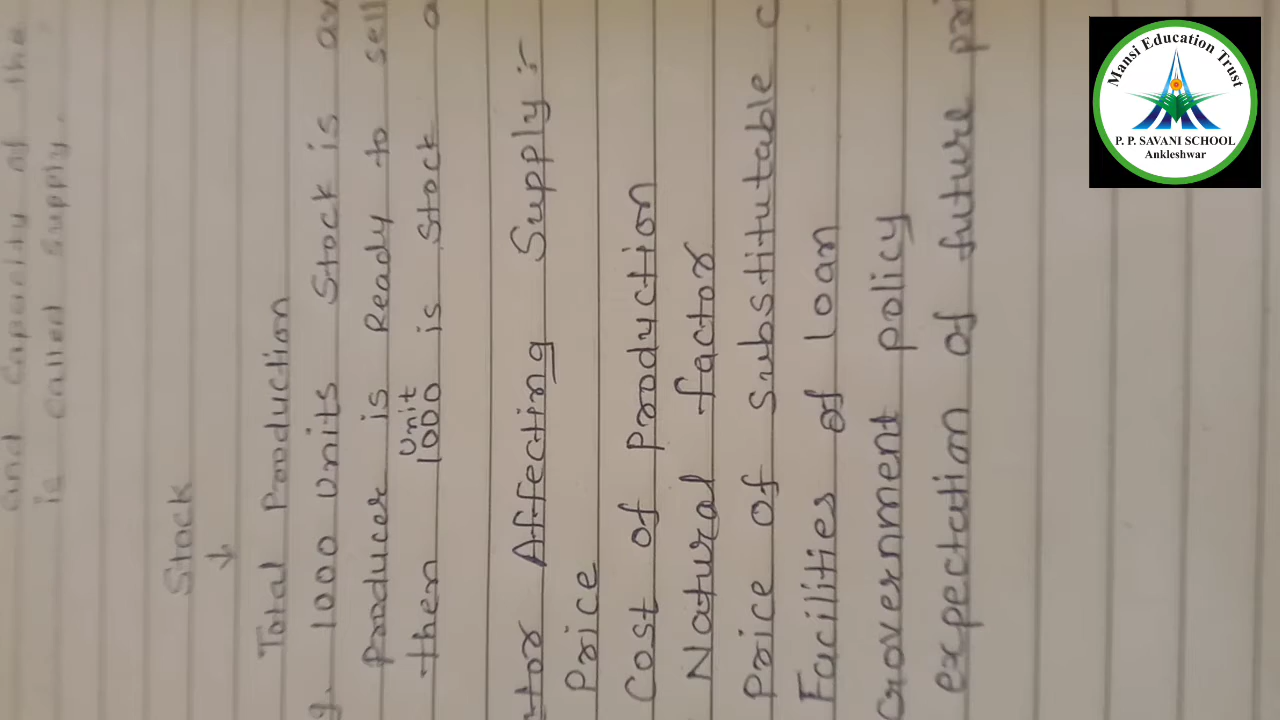 and capacity of the
is called supply.
Stock
↓
Total Production
g. 1000 units Stock is av
Producer is Ready to sell
then 1000 is Stock a
unit
tor Affecting Supply :-
Price
Cost of production
Natural factor
Price of substitutable c
Facilities of loan
Government policy
expectation of future pri
Mansi Education Trust
P. P. SAVANI SCHOOL
Ankleshwar